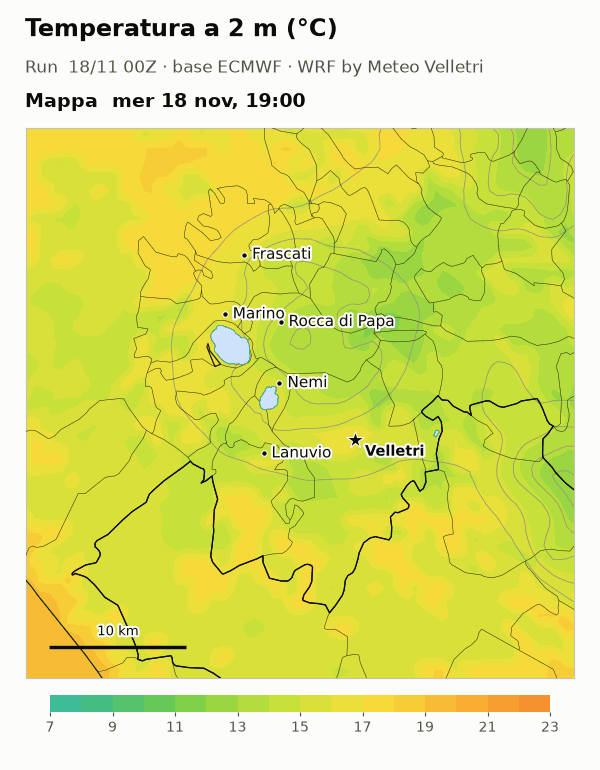 Temperatura a 2 m (°C)
Run  18/11 00Z · base ECMWF · WRF by Meteo Velletri
Mappa  mer 18 nov, 19:00
Frascati
Marino
Rocca di Papa
Nemi
Velletri
Lanuvio
10 km
7 9 11 13 15 17 19 21 23